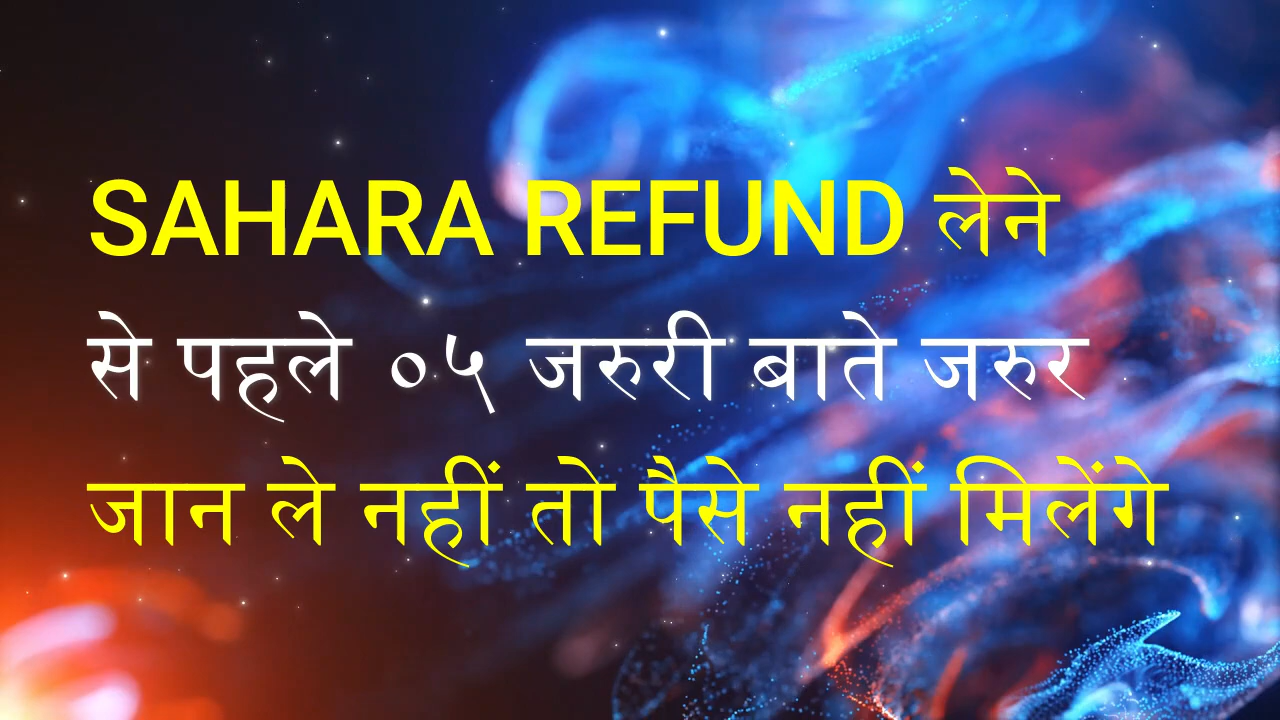 SAHARA REFUND लेने
से पहले ०५ जरुरी बाते जरुर
जान ले नहीं तो पैसे नहीं मिलेंगे